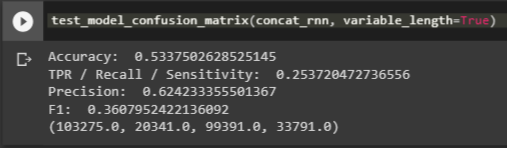 test_model_confusion_matrix(concat_rnn, variable_length=True)
Accuracy:  0.5337502628525145
TPR / Recall / Sensitivity:  0.253720472736556
Precision:  0.624233355501367
F1:  0.3607952422136092
(103275.0, 20341.0, 99391.0, 33791.0)